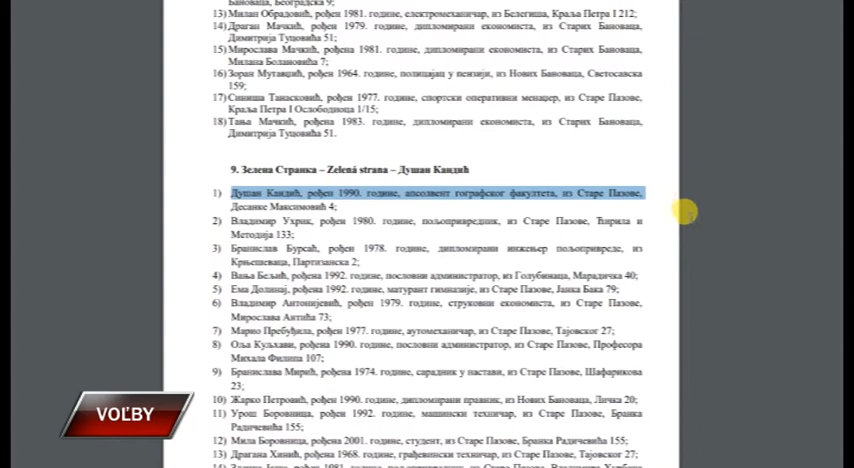 Бановаца, Београдска 9;
13) Милан Обрадовић, рођен 1981. године, електромеханичар, из Белегиша, Краља Петра I 212;
14) Драган Мачкић, рођен 1979. године, дипломирани економиста, из Старих Бановаца,
Димитрија Туцовића 51;
15) Мирослава Мачкић, рођена 1981. године, дипломирани економиста, из Старих Бановаца,
Милана Болановића 7;
16) Зоран Мутавџић, рођен 1964. године, полицајац у пензији, из Нових Бановаца, Светосавска
159;
17) Синиша Танасковић, рођен 1977. године, спортски оперативни менаџер, из Старе Пазове,
Краља Петра I Ослободиоца 1/15;
18) Тања Мачкић, рођена 1983. године, дипломирани економиста, из Старих Бановаца,
Димитрија Туцовића 51.
9. Зелена Странка – Zelená strana – Душан Кандић
1) Душан Кандић, рођен 1990. године, апсолвент гографског факултета, из Старе Пазове,
Десанке Максимовић 4;
2) Владимир Ухрик, рођен 1980. године, пољопривредник, из Старе Пазове, Ћирила и
Методија 133;
3) Бранислав Бурсаћ, рођен 1978. године, дипломирани инжењер пољопривреде, из
Крњешеваца, Партизанска 2;
4) Вања Бељић, рођена 1992. године, пословни администратор, из Голубинаца, Марадичка 40;
5) Ема Долинај, рођена 1992. године, матурант гимназије, из Старе Пазове, Јанка Бака 79;
6) Владимир Антонијевић, рођен 1979. године, струковни економиста, из Старе Пазове,
Мирослава Антића 73;
7) Марио Пребуђила, рођен 1977. године, аутомеханичар, из Старе Пазове, Тајовског 27;
8) Оља Куљхави, рођена 1990. године, пословни администратор, из Старе Пазове, Професора
Михала Филипа 107;
9) Бранислава Мирић, рођена 1974. године, сарадник у настави, из Старе Пазове, Шафарикова
23;
10) Жарко Петровић, рођен 1990. године, дипломирани правник, из Нових Бановаца, Личка 20;
11) Урош Боровница, рођен 1992. године, машински техничар, из Старе Пазове, Бранка
Радичевића 155;
12) Мила Боровница, рођена 2001. године, студент, из Старе Пазове, Бранка Радичевића 155;
13) Драгана Хинић, рођена 1968. године, грађевински техничар, из Старе Пазове, Тајовског 27;
VOĽBY